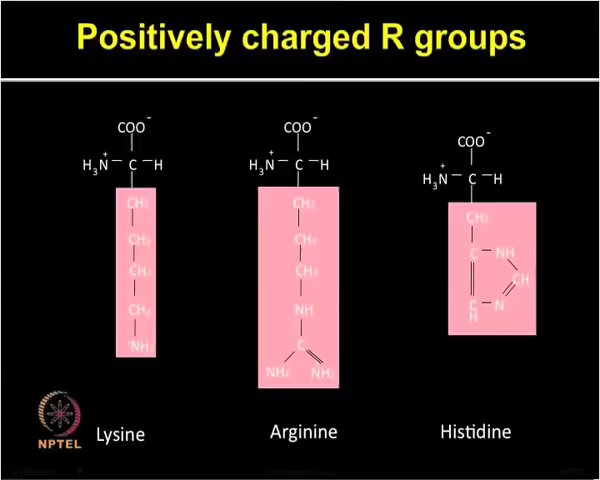 Positively charged R groups
COO⁻
H₃N⁺ — C — H
CH₂
CH₂
CH₂
CH₂
⁺NH₃
Lysine
COO⁻
H₃N⁺ — C — H
CH₂
CH₂
CH₂
NH
C
NH₂ NH₂
Arginine
COO⁻
H₃N⁺ — C — H
CH₂
C — NH
CH
C — N
H
Histidine
NPTEL